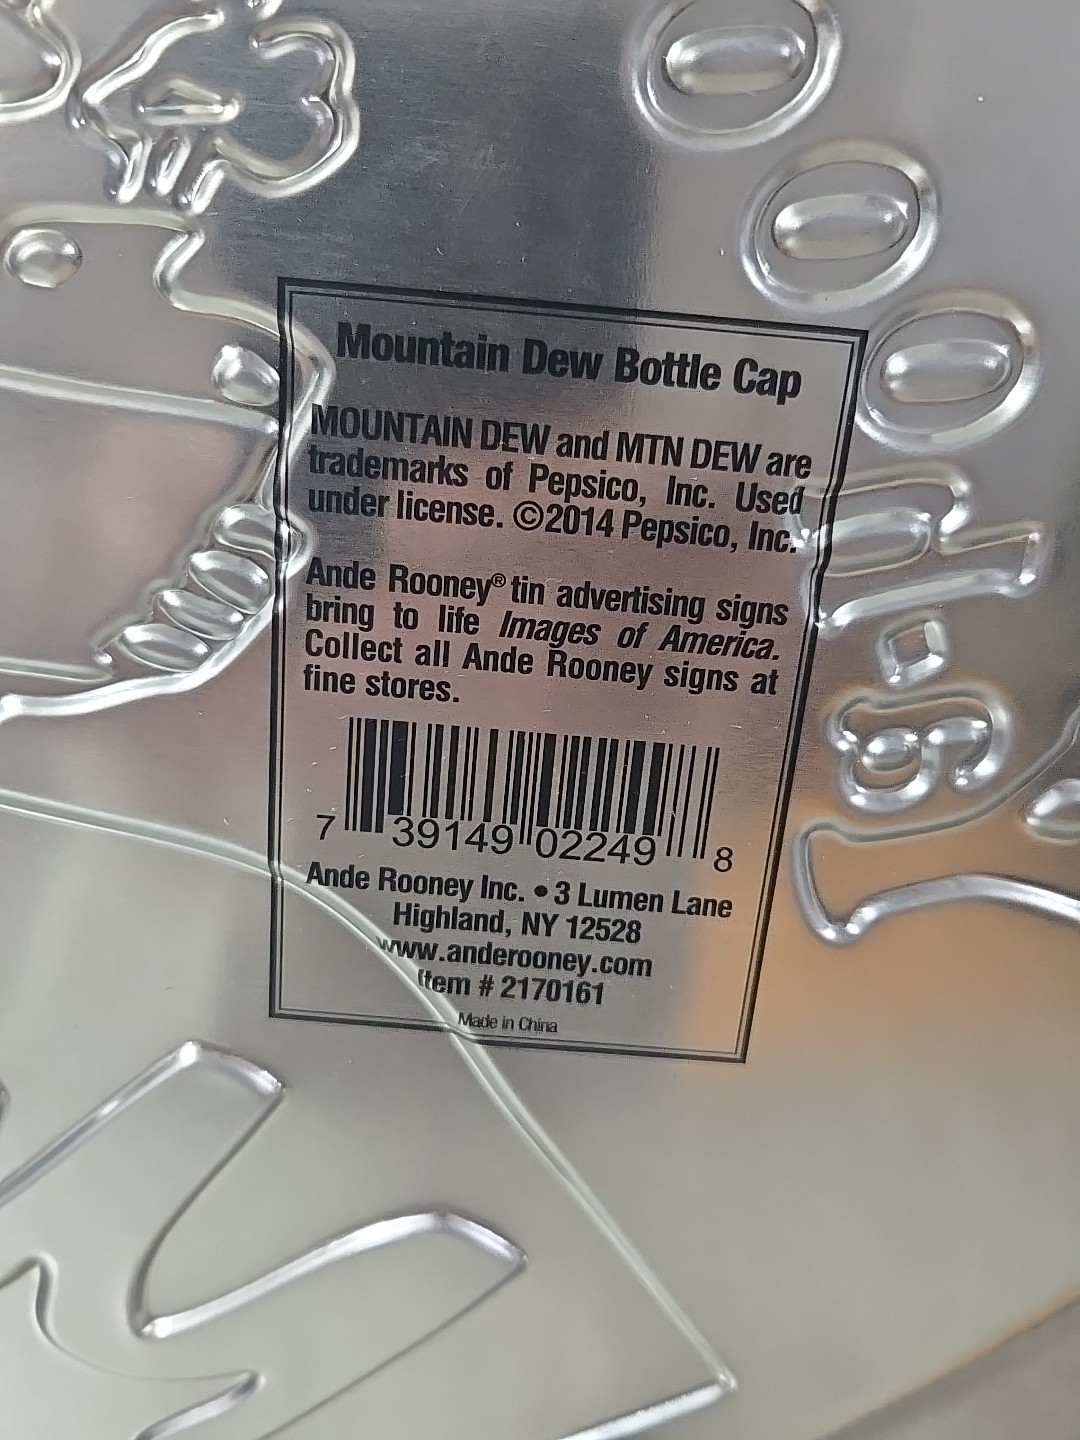 Mountain Dew Bottle Cap
MOUNTAIN DEW and MTN DEW are
trademarks of Pepsico, Inc. Used
under license. ©2014 Pepsico, Inc.
Ande Rooney® tin advertising signs
bring to life Images of America.
Collect all Ande Rooney signs at
fine stores.
7 39149 02249 8
Ande Rooney Inc. • 3 Lumen Lane
Highland, NY 12528
www.anderooney.com
Item # 2170161
Made in China